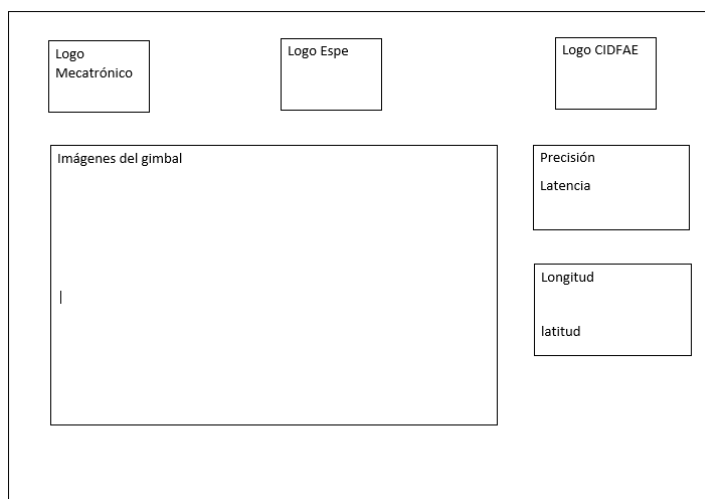 Logo
Mecatrónico
Logo Espe
Logo CIDFAE
Imágenes del gimbal
Precisión
Latencia
Longitud
latitud